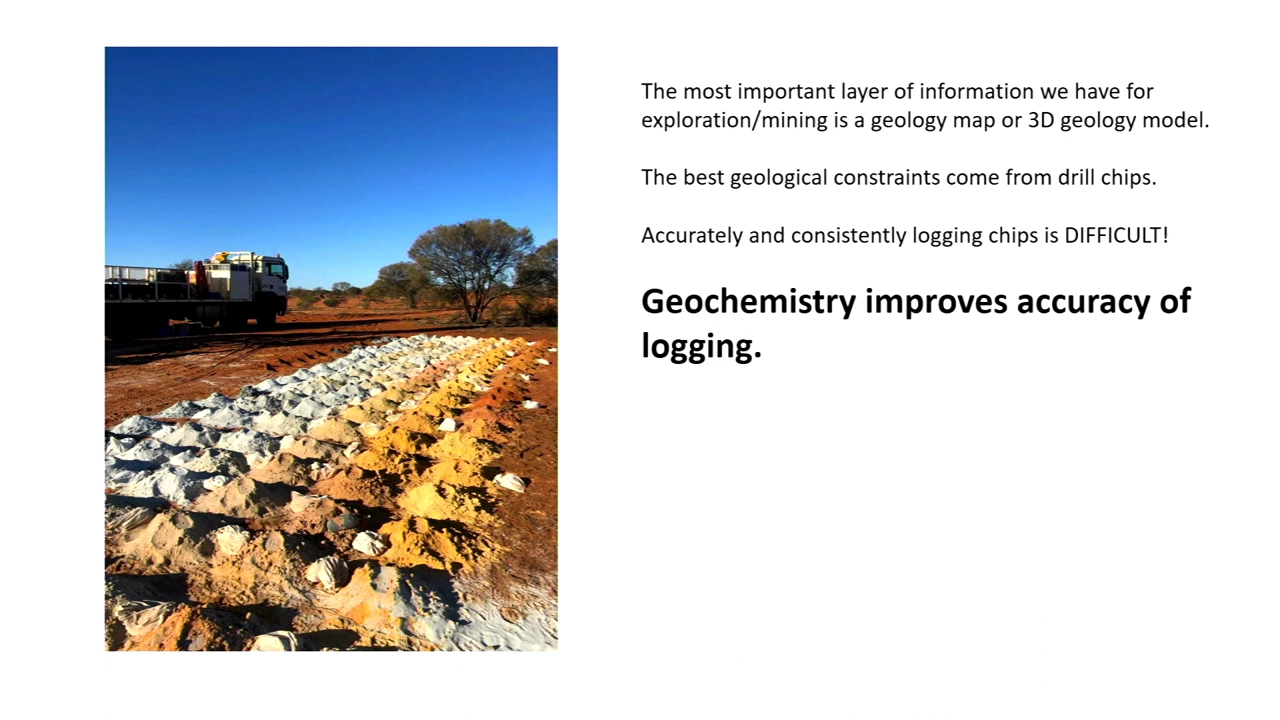 The most important layer of information we have for
exploration/mining is a geology map or 3D geology model.
The best geological constraints come from drill chips.
Accurately and consistently logging chips is DIFFICULT!
Geochemistry improves accuracy of
logging.